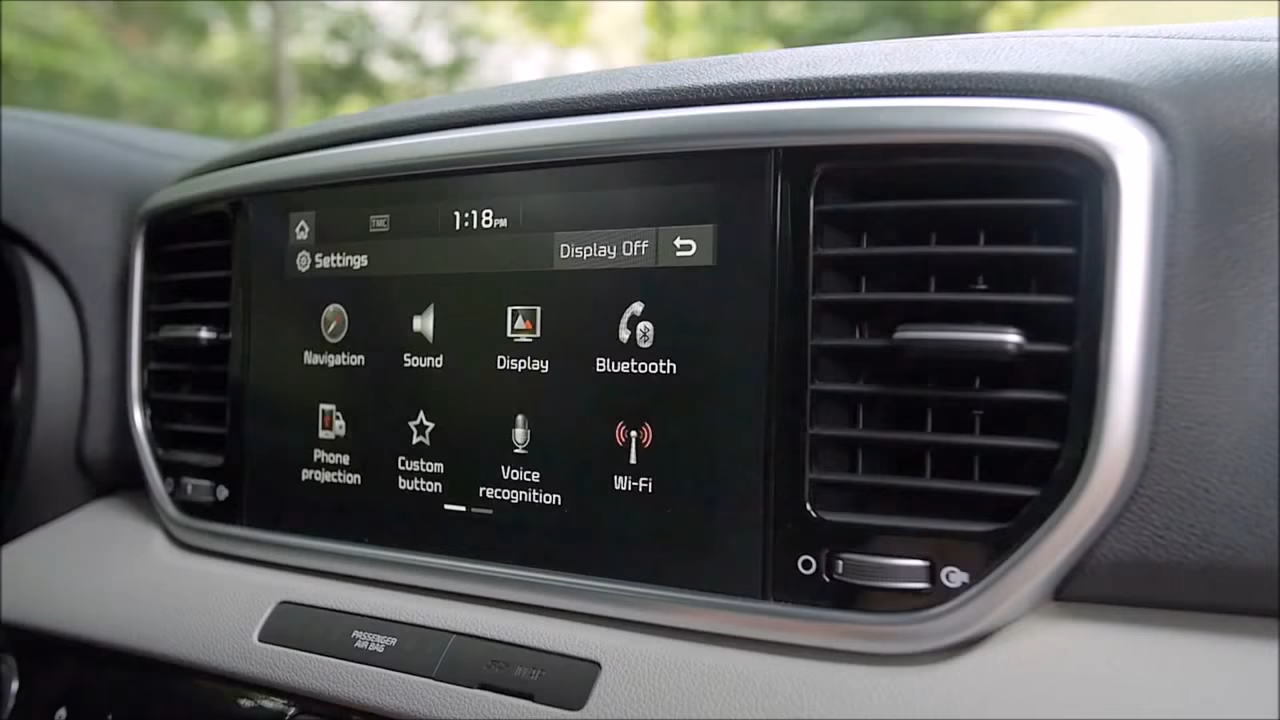 TMC
1:18PM
Settings
Display Off
Navigation
Sound
Display
Bluetooth
Phone
projection
Custom
button
Voice
recognition
Wi-Fi
PASSENGER
AIR BAG